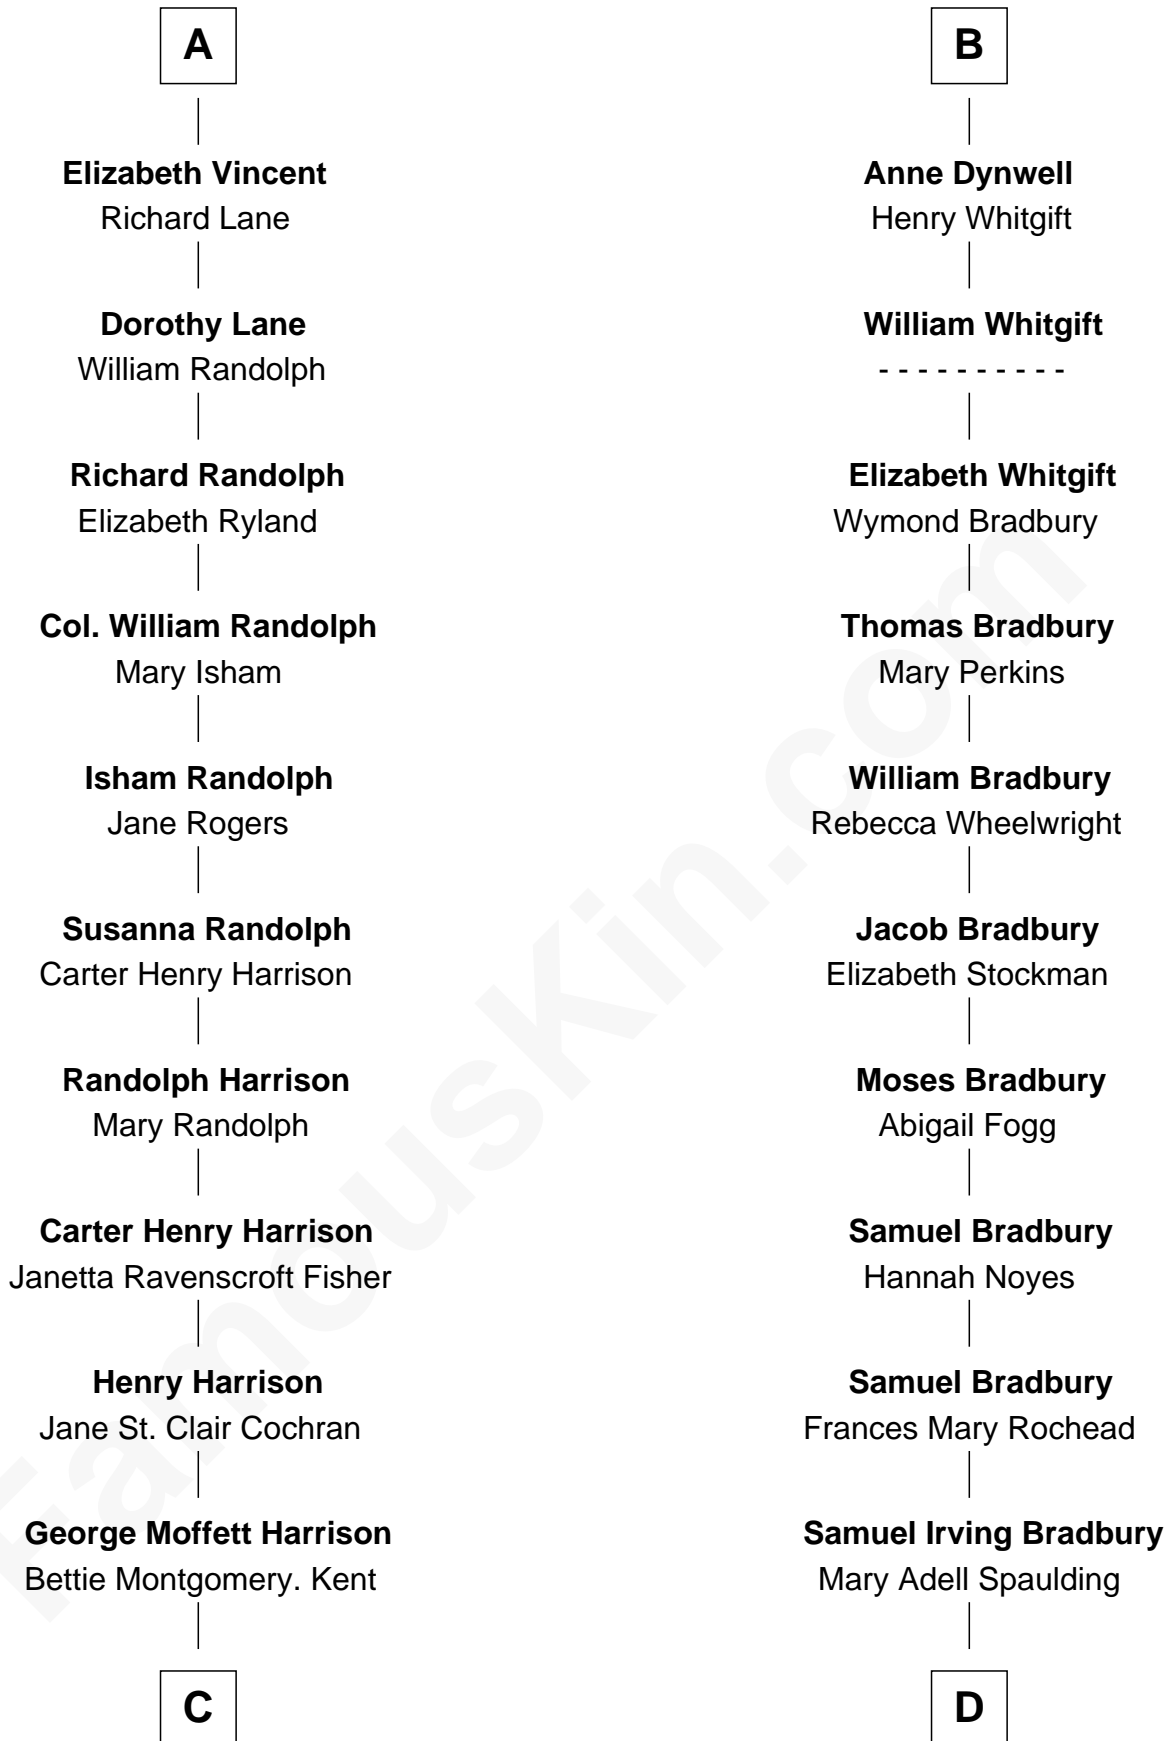 A
Elizabeth Vincent
Richard Lane
Dorothy Lane
William Randolph
Richard Randolph
Elizabeth Ryland
Col. William Randolph
Mary Isham
Isham Randolph
Jane Rogers
Susanna Randolph
Carter Henry Harrison
Randolph Harrison
Mary Randolph
Carter Henry Harrison
Janetta Ravenscroft Fisher
Henry Harrison
Jane St. Clair Cochran
George Moffett Harrison
Bettie Montgomery. Kent
C
B
Anne Dynwell
Henry Whitgift
William Whitgift
- - - - - - - - - -
Elizabeth Whitgift
Wymond Bradbury
Thomas Bradbury
Mary Perkins
William Bradbury
Rebecca Wheelwright
Jacob Bradbury
Elizabeth Stockman
Moses Bradbury
Abigail Fogg
Samuel Bradbury
Hannah Noyes
Samuel Bradbury
Frances Mary Rochead
Samuel Irving Bradbury
Mary Adell Spaulding
D
FamousKin.com